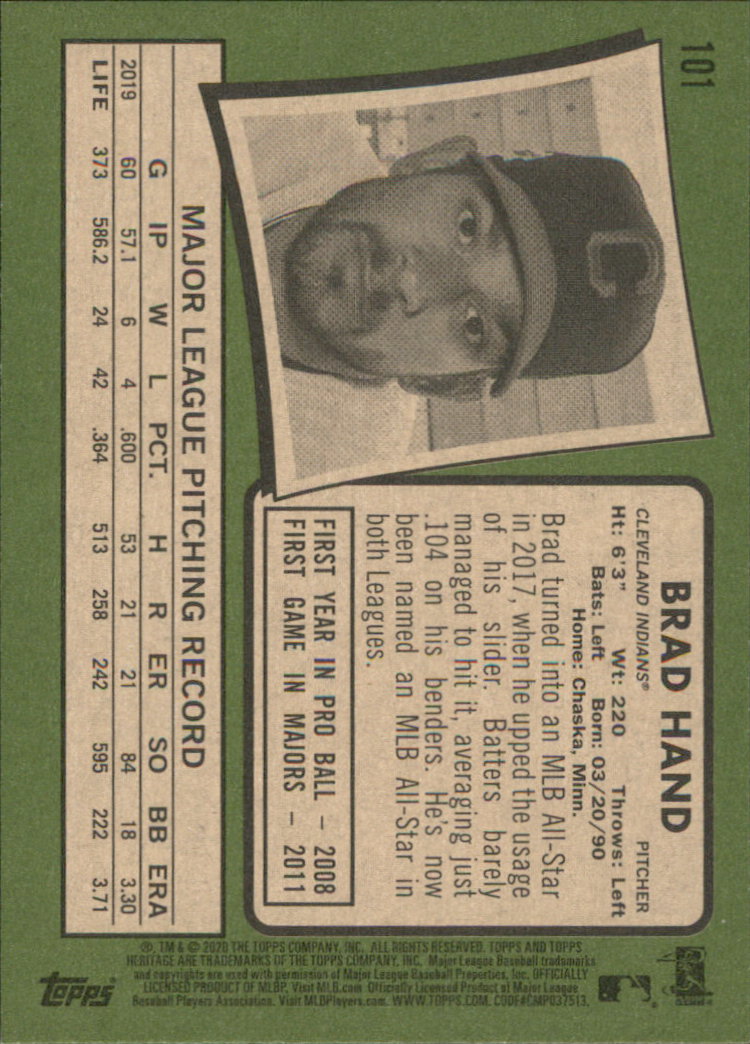 101
BRAD HAND
CLEVELAND INDIANS® PITCHER
Ht: 6'3" Wt: 220 Throws: Left
Bats: Left Born: 03/20/90
Home: Chaska, Minn.
Brad turned into an MLB All-Star
in 2017, when he upped the usage
of his slider. Batters barely
managed to hit it, averaging just
.104 on his benders. He's now
been named an MLB All-Star in
both Leagues.
FIRST YEAR IN PRO BALL – 2008
FIRST GAME IN MAJORS – 2011
C
MAJOR LEAGUE PITCHING RECORD
G IP W L PCT. H R ER SO BB ERA
2019 60 57.1 6 4 .600 53 21 21 84 18 3.30
LIFE 373 586.2 24 42 .364 513 258 242 595 222 3.71
®, TM & © 2020 THE TOPPS COMPANY, INC. ALL RIGHTS RESERVED. TOPPS AND TOPPS
HERITAGE ARE TRADEMARKS OF THE TOPPS COMPANY, INC. Major League Baseball trademarks
and copyrights are used with permission of Major League Baseball Properties, Inc. OFFICIALLY
LICENSED PRODUCT OF MLBP. Visit MLB.com Officially Licensed Product of Major League
Baseball Players Association. Visit MLBPlayers.com. WWW.TOPPS.COM. CODE#CMP037513.
topps®